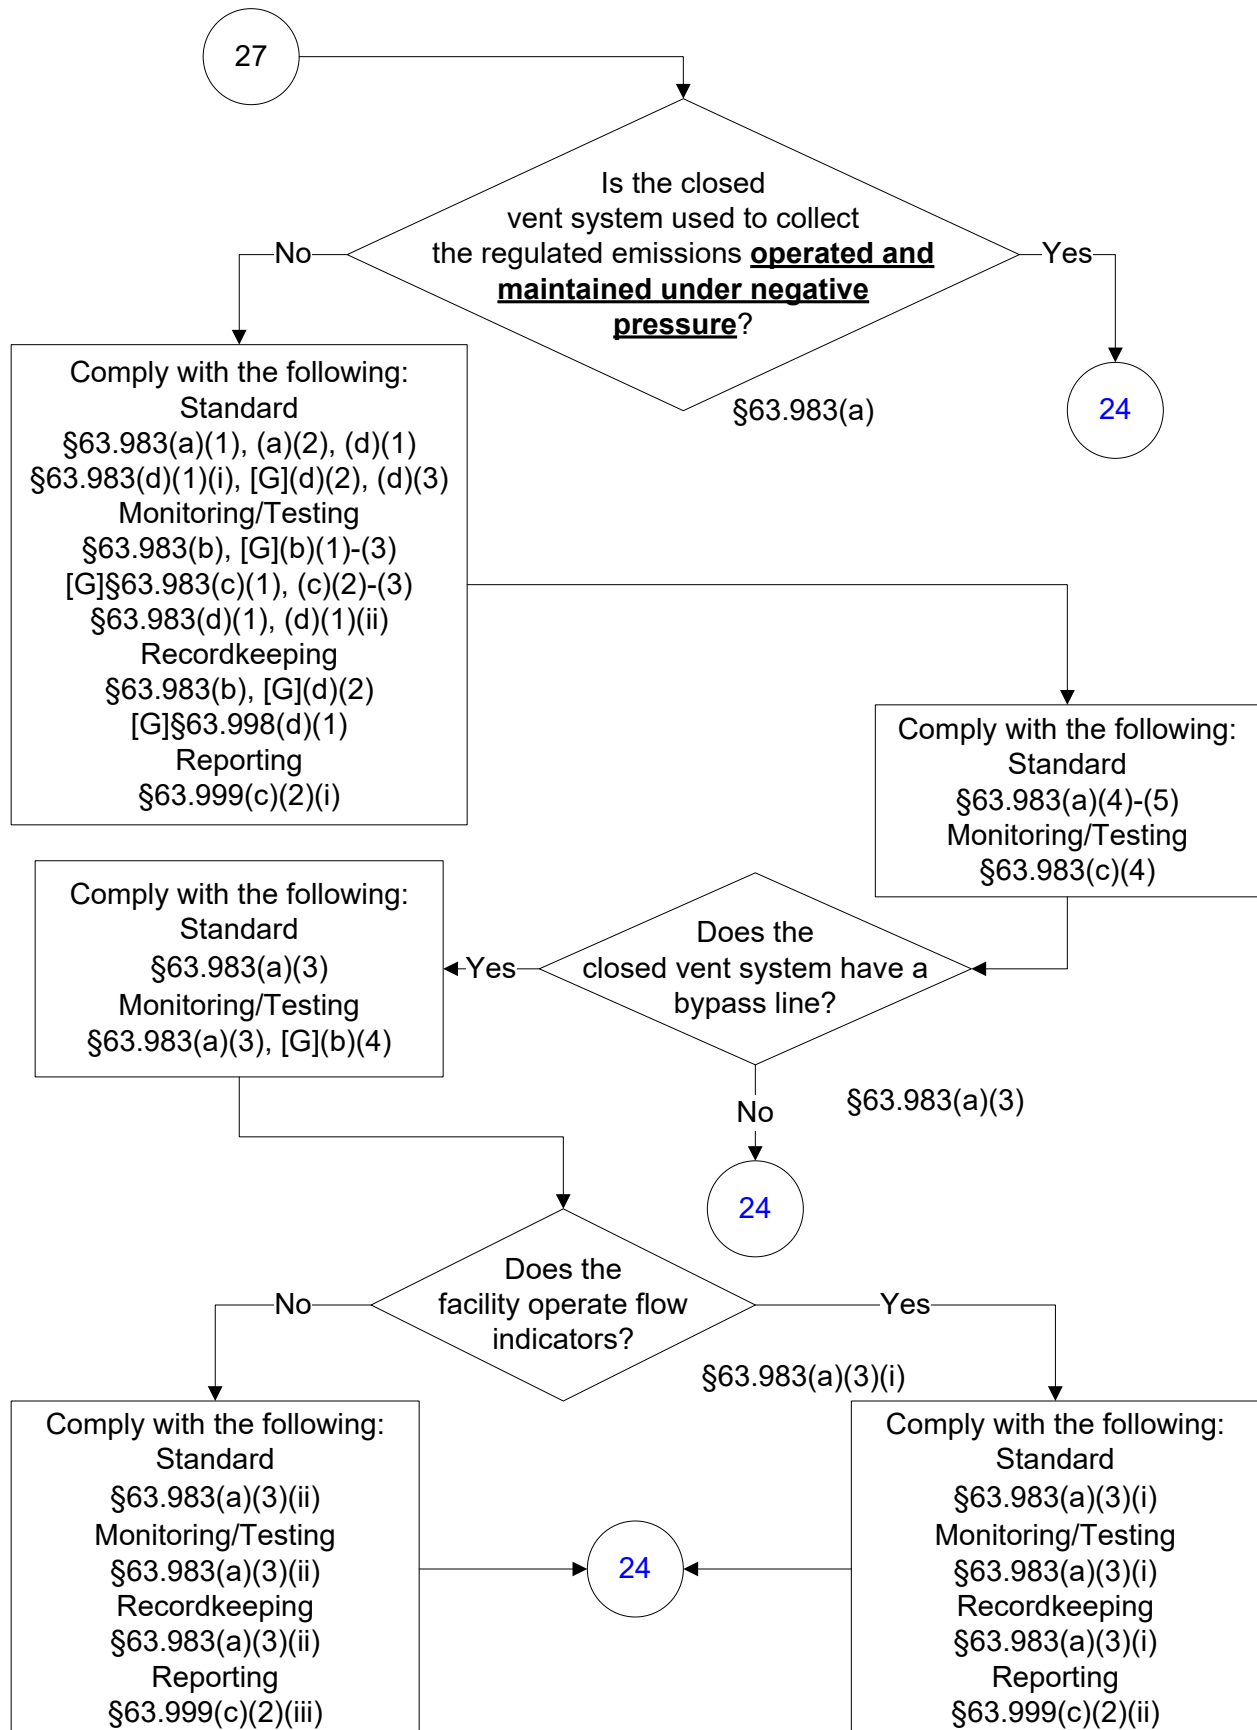 27
Is the closed
vent system used to collect
the regulated emissions operated and
maintained under negative
pressure?
No
Yes
§63.983(a)
24
Comply with the following:
Standard
§63.983(a)(1), (a)(2), (d)(1)
§63.983(d)(1)(i), [G](d)(2), (d)(3)
Monitoring/Testing
§63.983(b), [G](b)(1)-(3)
[G]§63.983(c)(1), (c)(2)-(3)
§63.983(d)(1), (d)(1)(ii)
Recordkeeping
§63.983(b), [G](d)(2)
[G]§63.998(d)(1)
Reporting
§63.999(c)(2)(i)
Comply with the following:
Standard
§63.983(a)(4)-(5)
Monitoring/Testing
§63.983(c)(4)
Does the
closed vent system have a
bypass line?
Yes
No
§63.983(a)(3)
24
Comply with the following:
Standard
§63.983(a)(3)
Monitoring/Testing
§63.983(a)(3), [G](b)(4)
Does the
facility operate flow
indicators?
No
Yes
§63.983(a)(3)(i)
Comply with the following:
Standard
§63.983(a)(3)(ii)
Monitoring/Testing
§63.983(a)(3)(ii)
Recordkeeping
§63.983(a)(3)(ii)
Reporting
§63.999(c)(2)(iii)
24
Comply with the following:
Standard
§63.983(a)(3)(i)
Monitoring/Testing
§63.983(a)(3)(i)
Recordkeeping
§63.983(a)(3)(i)
Reporting
§63.999(c)(2)(ii)